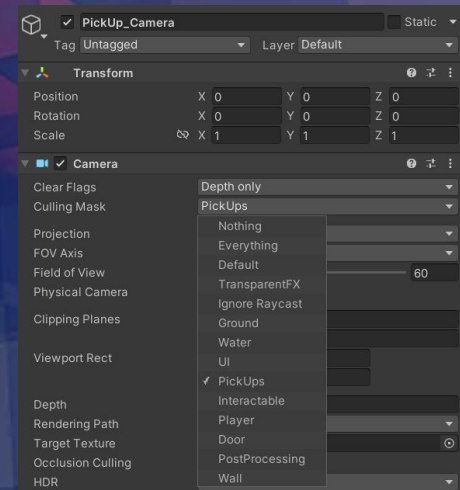 PickUp_Camera Static
Tag Untagged Layer Default
Transform
Position X 0 Y 0 Z 0
Rotation X 0 Y 0 Z 0
Scale X 1 Y 1 Z 1
Camera
Clear Flags Depth only
Culling Mask PickUps
Nothing
Everything
Default
TransparentFX
Ignore Raycast
Ground
Water
UI
PickUps
Interactable
Player
Door
PostProcessing
Wall
Projection
FOV Axis
Field of View 60
Physical Camera
Clipping Planes
Viewport Rect
Depth
Rendering Path
Target Texture
Occlusion Culling
HDR